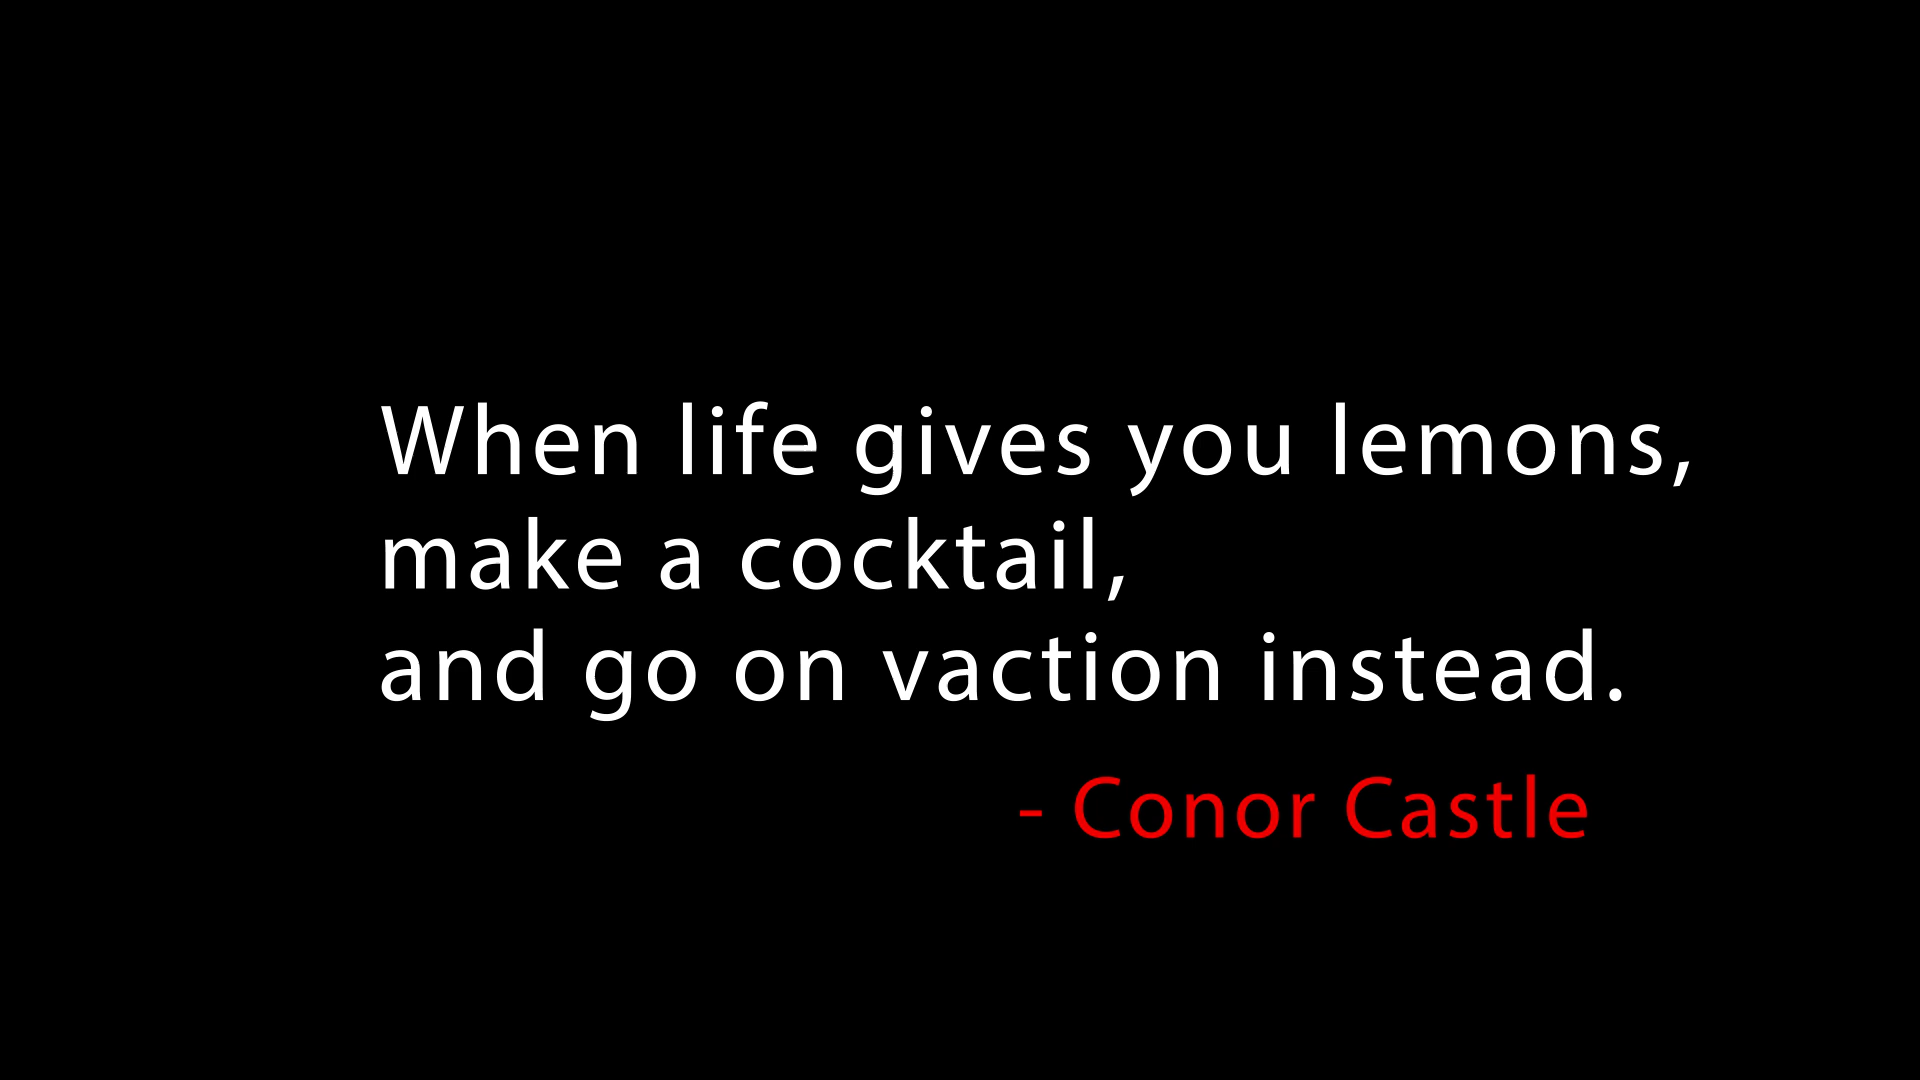 When life gives you lemons,
make a cocktail,
and go on vaction instead.
- Conor Castle